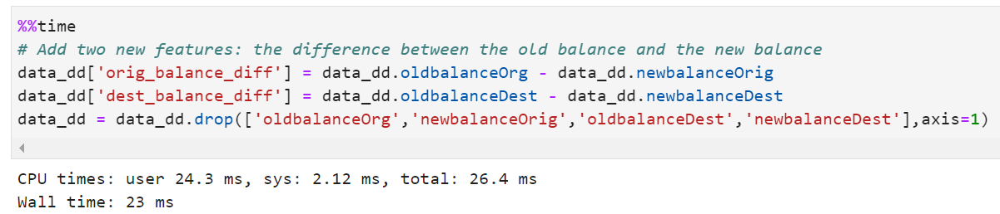 %%time
# Add two new features: the difference between the old balance and the new balance
data_dd['orig_balance_diff'] = data_dd.oldbalanceOrg - data_dd.newbalanceOrig
data_dd['dest_balance_diff'] = data_dd.oldbalanceDest - data_dd.newbalanceDest
data_dd = data_dd.drop(['oldbalanceOrg','newbalanceOrig','oldbalanceDest','newbalanceDest'],axis=1)
CPU times: user 24.3 ms, sys: 2.12 ms, total: 26.4 ms
Wall time: 23 ms